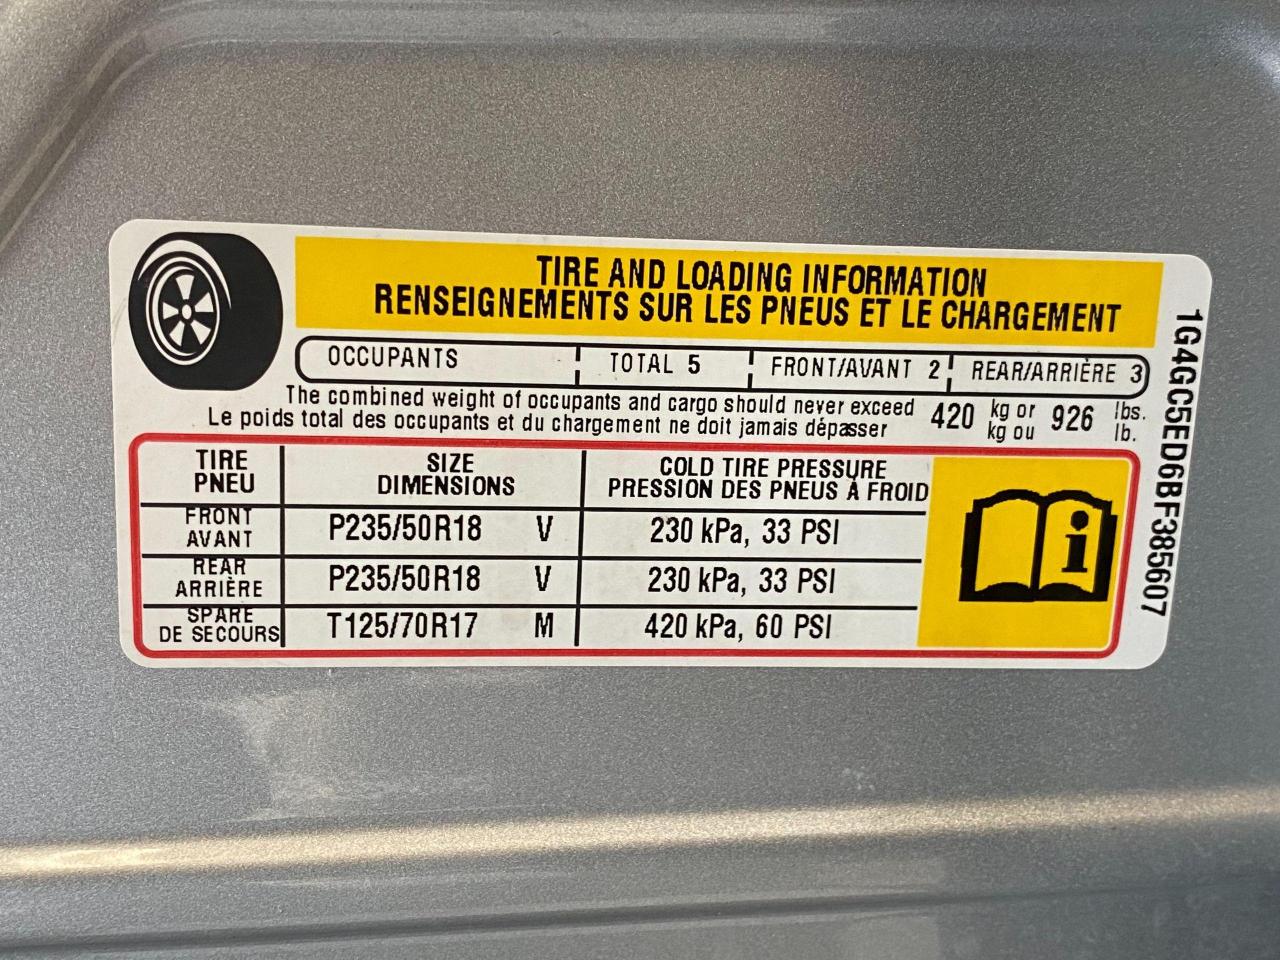 TIRE AND LOADING INFORMATION
RENSEIGNEMENTS SUR LES PNEUS ET LE CHARGEMENT
OCCUPANTS TOTAL 5 FRONT/AVANT 2 REAR/ARRIÈRE 3
The combined weight of occupants and cargo should never exceed 420 kg or 926 lbs.
Le poids total des occupants et du chargement ne doit jamais dépasser kg ou lb.
TIRE SIZE COLD TIRE PRESSURE
PNEU DIMENSIONS PRESSION DES PNEUS À FROID
FRONT
AVANT P235/50R18 V 230 kPa, 33 PSI
REAR
ARRIÈRE P235/50R18 V 230 kPa, 33 PSI
SPARE
DE SECOURS T125/70R17 M 420 kPa, 60 PSI
i
1G4GC5ED6BF385607